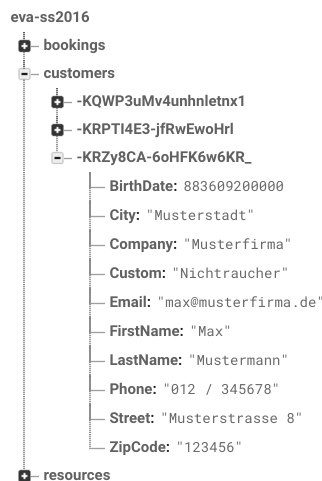 eva-ss2016
bookings
customers
-KQWP3uMv4unhnletnx1
-KRPTI4E3-jfRwEwoHrl
-KRZy8CA-6oHFK6w6KR_
BirthDate: 883609200000
City: "Musterstadt"
Company: "Musterfirma"
Custom: "Nichtraucher"
Email: "max@musterfirma.de"
FirstName: "Max"
LastName: "Mustermann"
Phone: "012 / 345678"
Street: "Musterstrasse 8"
ZipCode: "123456"
resources